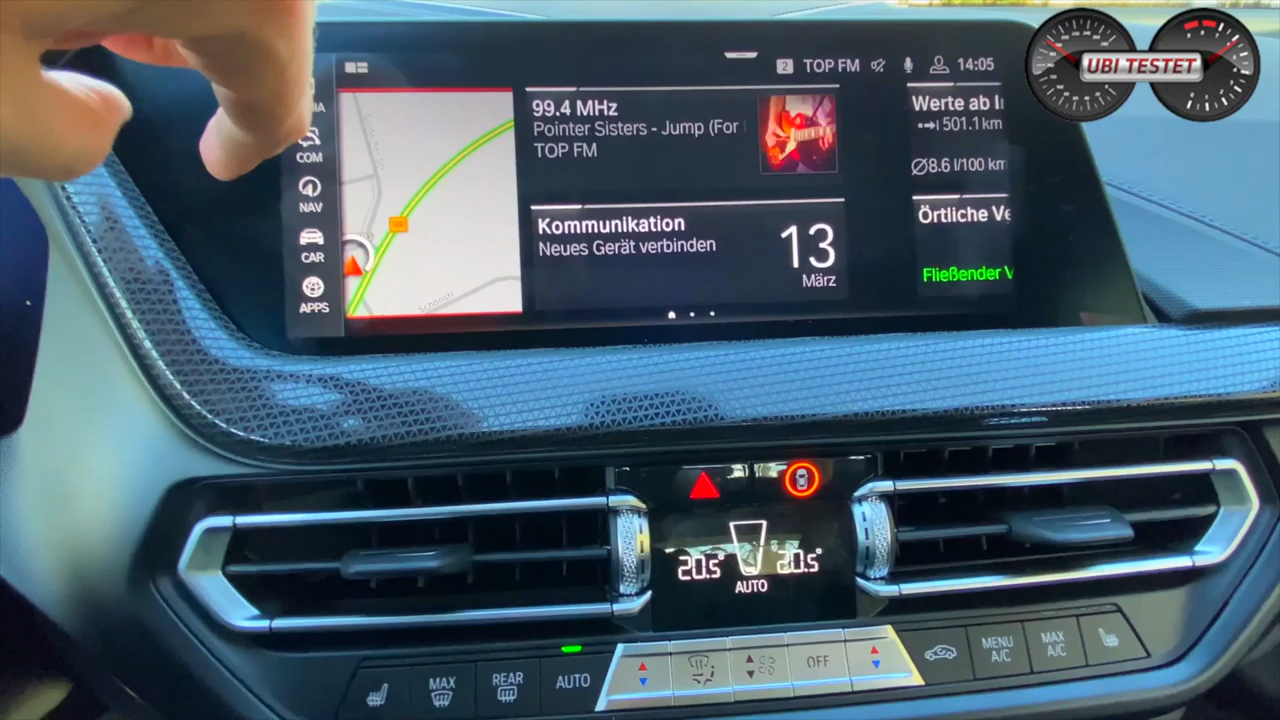 2 TOP FM 14:05
UBI TESTET
COM
NAV
CAR
APPS
Schönstr
99.4 MHz
Pointer Sisters - Jump (For
TOP FM
Kommunikation
Neues Gerät verbinden
13
März
Werte ab
501.1 km
Ø8.6 l/100 km
Örtliche Ve
Fließender V
20.5° 20.5°
AUTO
MAX
REAR
AUTO
OFF
MENU
A/C
MAX
A/C